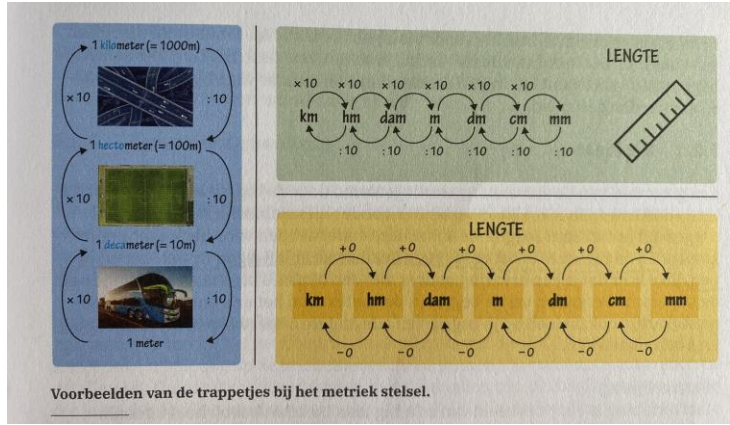 1 kilometer (= 1000m)
× 10
: 10
1 hectometer (= 100m)
× 10
: 10
1 decameter (= 10m)
× 10
: 10
1 meter
LENGTE
× 10 × 10 × 10 × 10 × 10 × 10
km hm dam m dm cm mm
: 10 : 10 : 10 : 10 : 10 : 10
LENGTE
+0 +0 +0 +0 +0 +0
km hm dam m dm cm mm
−0 −0 −0 −0 −0 −0
Voorbeelden van de trappetjes bij het metriek stelsel.